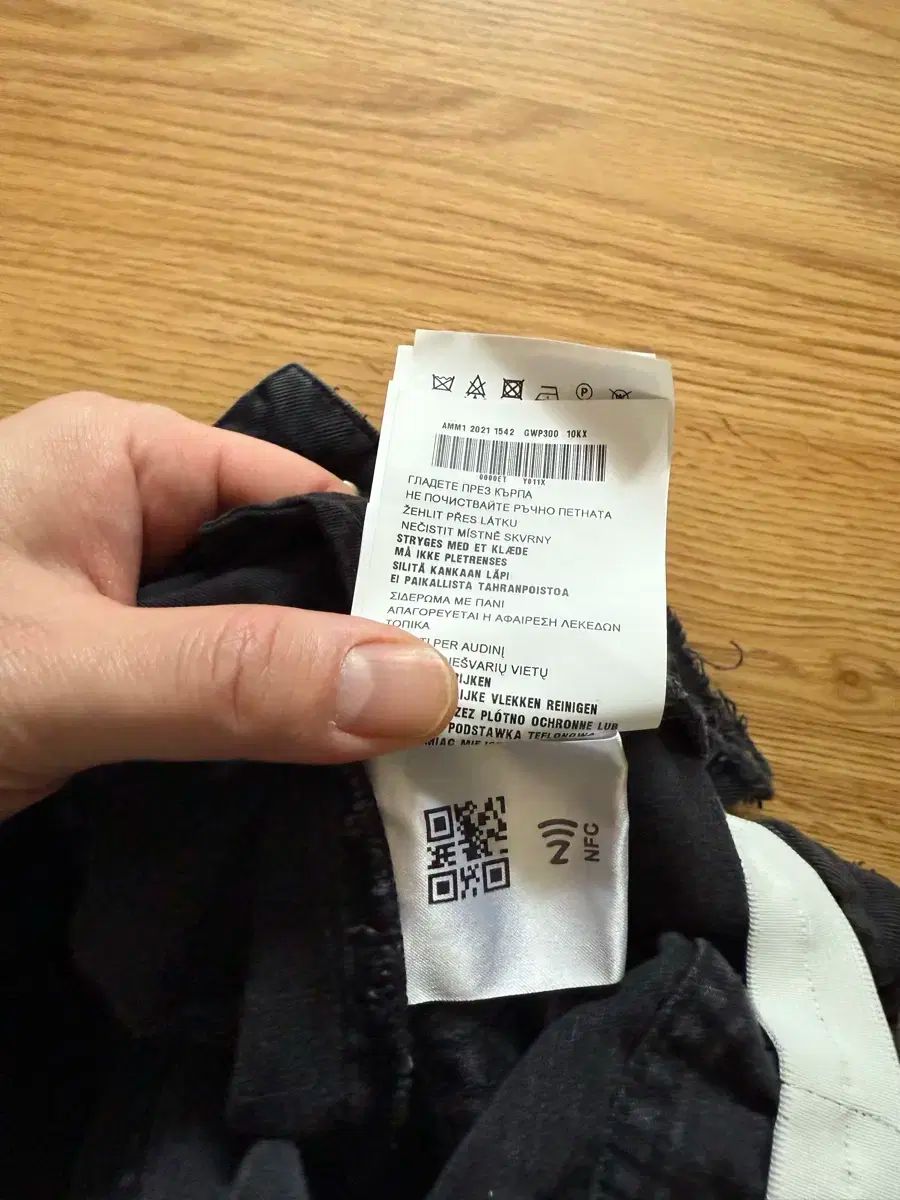 P
AMM1 2021 1542 GWP300 10KX
0000E1 Y011X
ГЛАДЕТЕ ПРЕЗ КЪРПА
НЕ ПОЧИСТВАЙТЕ РЪЧНО ПЕТНАТА
ŽEHLIT PŘES LÁTKU
NEČISTIT MÍSTNĚ SKVRNY
STRYGES MED ET KLÆDE
MÅ IKKE PLETRENSES
SILITÄ KANKAAN LÄPI
EI PAIKALLISTA TAHRANPOISTOA
ΣΙΔΕΡΩΜΑ ΜΕ ΠΑΝΙ
ΑΠΑΓΟΡΕΥΕΤΑΙ Η ΑΦΑΙΡΕΣΗ ΛΕΚΕΔΩΝ
ΤΟΠΙΚΑ
PER AUDINĮ
VIETŲ
VLEKKEN REINIGEN
PŁÓTNO OCHRONNE LUB
PODSTAWKA TEFLONOWA
NFC